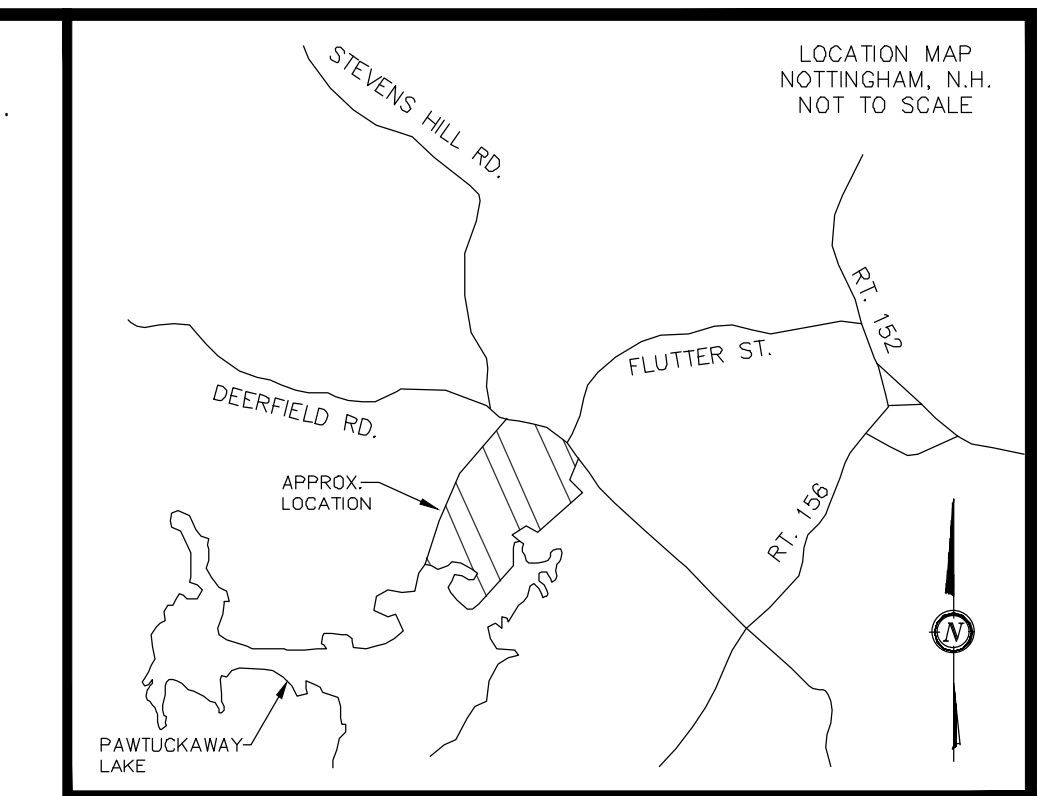 LOCATION MAP
NOTTINGHAM, N.H.
NOT TO SCALE
STEVENS HILL RD.
RT. 152
FLUTTER ST.
DEERFIELD RD.
APPROX.
LOCATION
RT. 156
N
PAWTUCKAWAY
LAKE